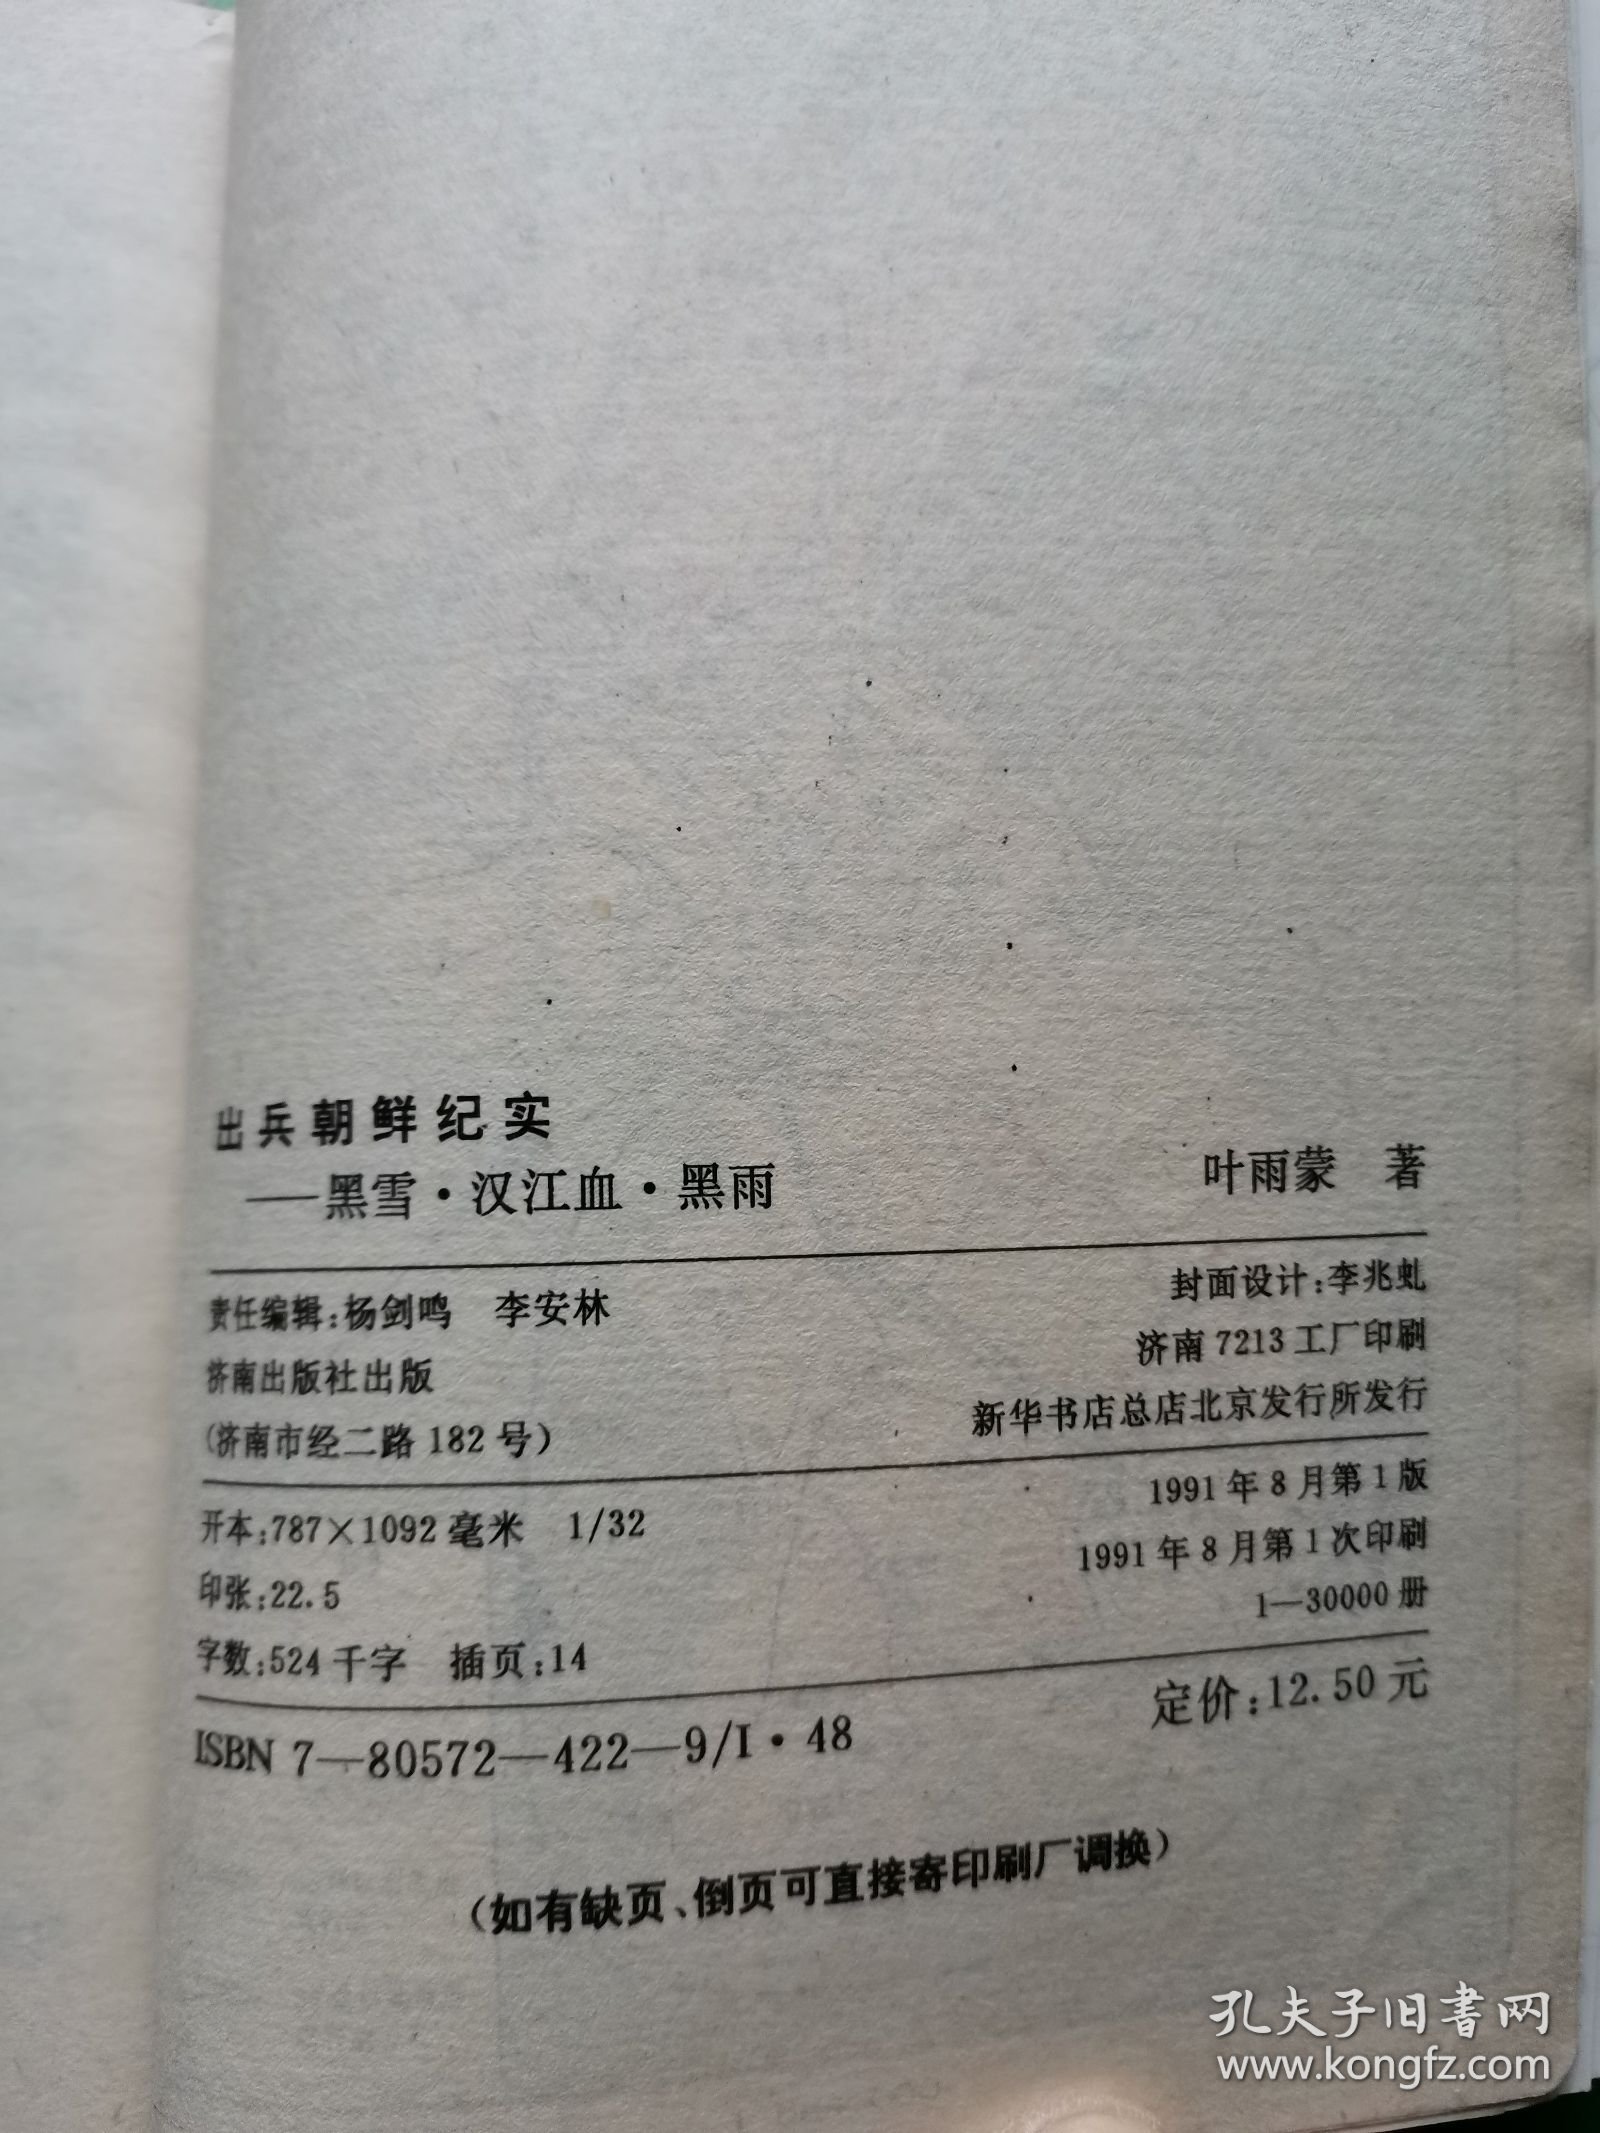 出兵朝鲜纪实
——黑雪·汉江血·黑雨
叶雨蒙 著
责任编辑:杨剑鸣 李安林
封面设计:李兆虬
济南出版社出版
济南7213工厂印刷
(济南市经二路182号)
新华书店总店北京发行所发行
开本:787×1092毫米 1/32
1991年8月第1版
印张:22.5
1991年8月第1次印刷
字数:524千字 插页:14
1—30000册
ISBN 7—80572—422—9/I·48
定价:12.50元
(如有缺页、倒页可直接寄印刷厂调换)
孔夫子旧书网
www.kongfz.com